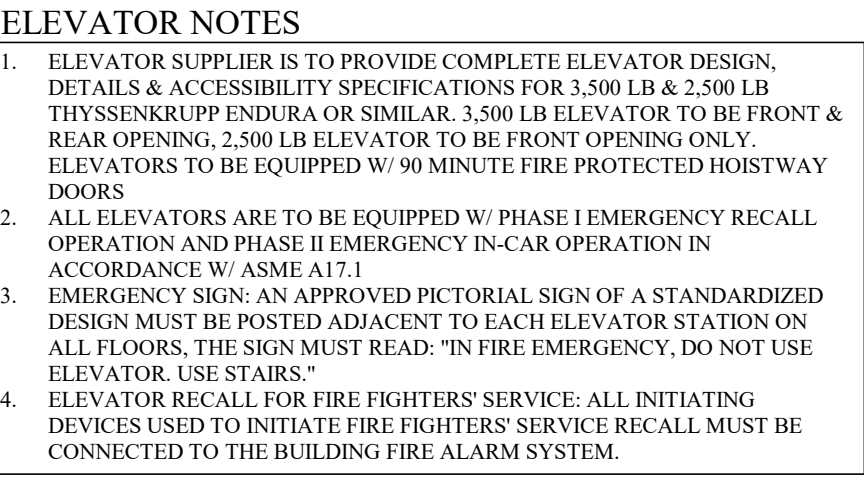 ELEVATOR NOTES
1. ELEVATOR SUPPLIER IS TO PROVIDE COMPLETE ELEVATOR DESIGN,
DETAILS & ACCESSIBILITY SPECIFICATIONS FOR 3,500 LB & 2,500 LB
THYSSENKRUPP ENDURA OR SIMILAR. 3,500 LB ELEVATOR TO BE FRONT &
REAR OPENING, 2,500 LB ELEVATOR TO BE FRONT OPENING ONLY.
ELEVATORS TO BE EQUIPPED W/ 90 MINUTE FIRE PROTECTED HOISTWAY
DOORS
2. ALL ELEVATORS ARE TO BE EQUIPPED W/ PHASE I EMERGENCY RECALL
OPERATION AND PHASE II EMERGENCY IN-CAR OPERATION IN
ACCORDANCE W/ ASME A17.1
3. EMERGENCY SIGN: AN APPROVED PICTORIAL SIGN OF A STANDARDIZED
DESIGN MUST BE POSTED ADJACENT TO EACH ELEVATOR STATION ON
ALL FLOORS, THE SIGN MUST READ: "IN FIRE EMERGENCY, DO NOT USE
ELEVATOR. USE STAIRS."
4. ELEVATOR RECALL FOR FIRE FIGHTERS' SERVICE: ALL INITIATING
DEVICES USED TO INITIATE FIRE FIGHTERS' SERVICE RECALL MUST BE
CONNECTED TO THE BUILDING FIRE ALARM SYSTEM.